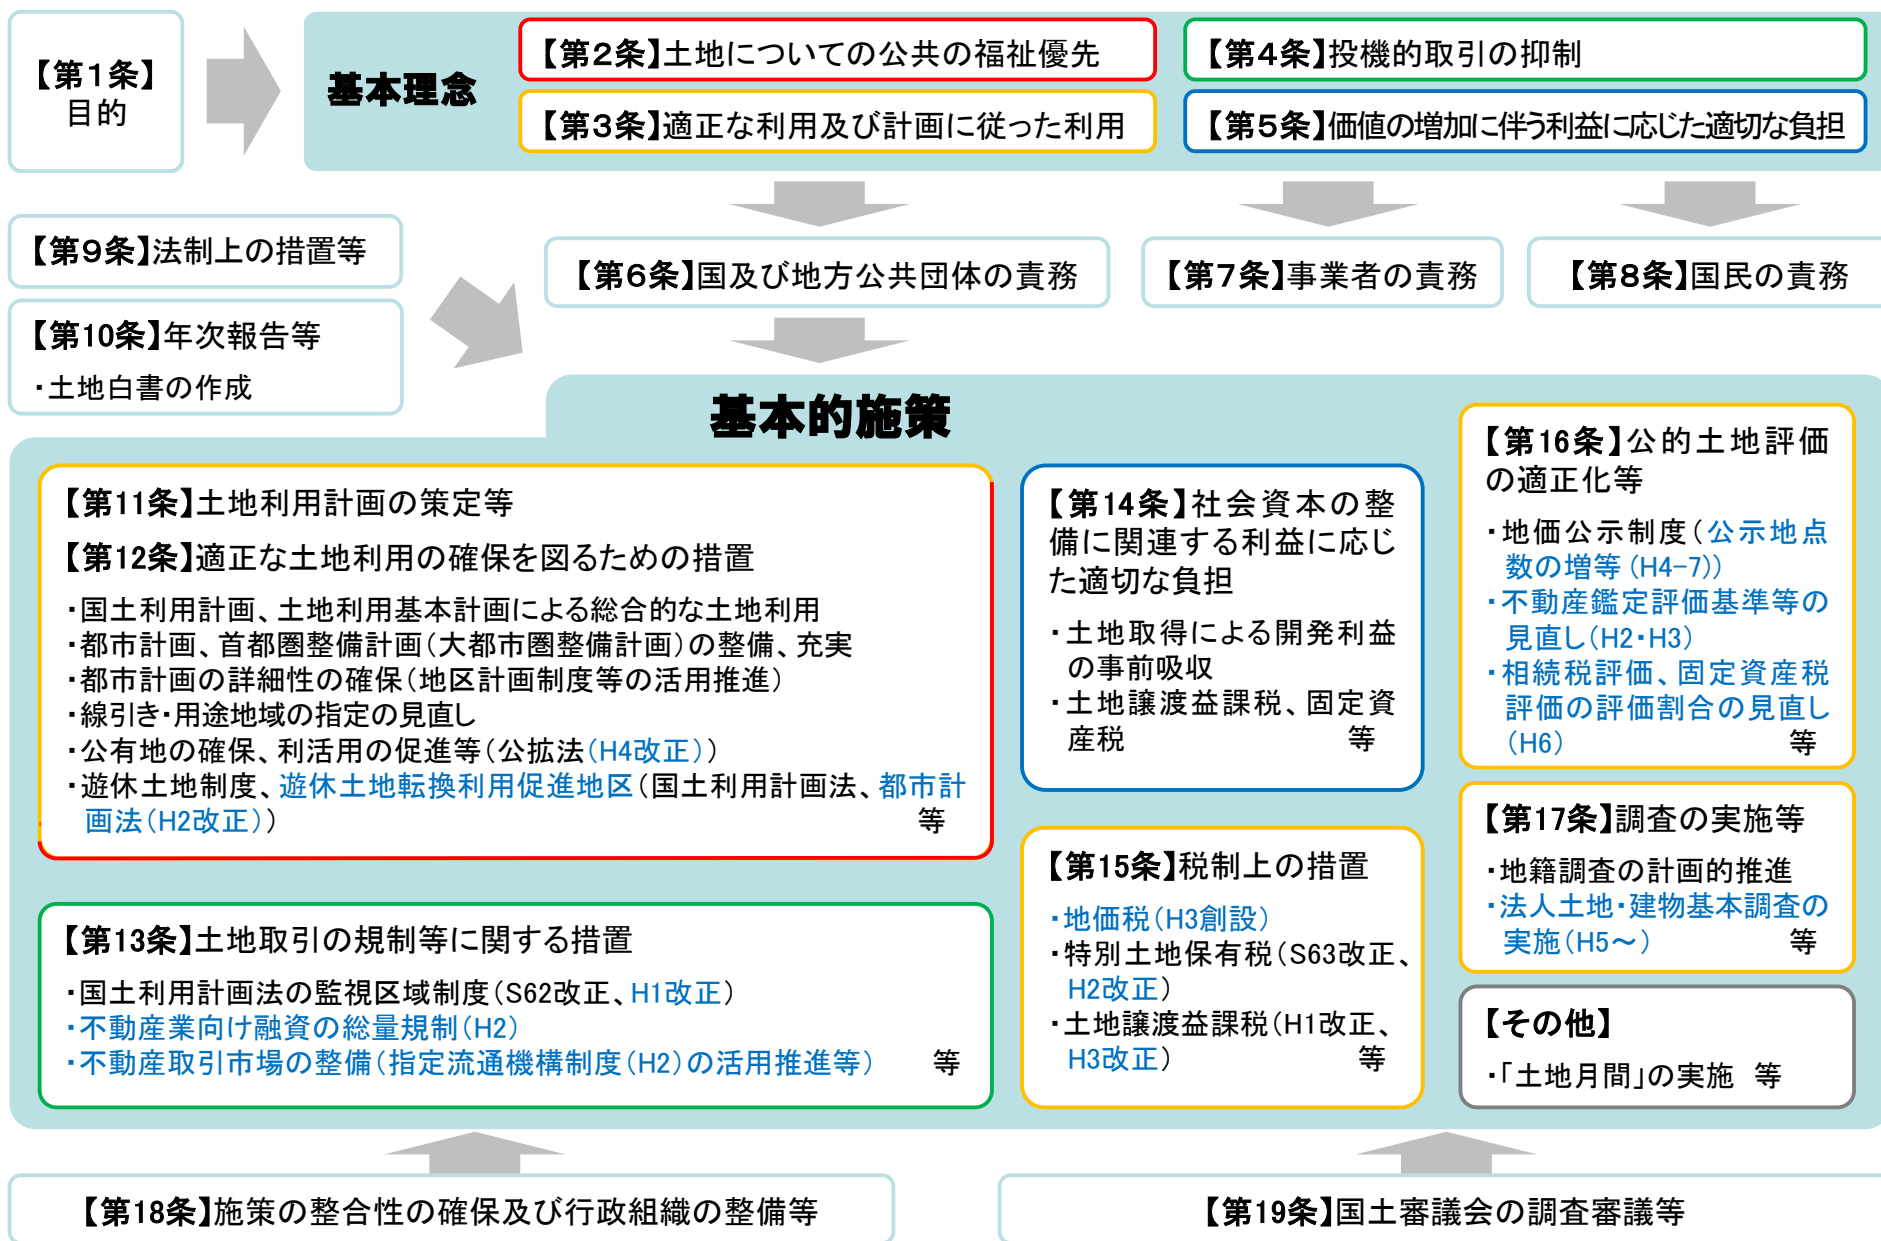 【第１条】
目的
基本理念
【第２条】土地についての公共の福祉優先
【第３条】適正な利用及び計画に従った利用
【第４条】投機的取引の抑制
【第５条】価値の増加に伴う利益に応じた適切な負担
【第９条】法制上の措置等
【第10条】年次報告等
・土地白書の作成
【第６条】国及び地方公共団体の責務
【第７条】事業者の責務
【第８条】国民の責務
基本的施策
【第11条】土地利用計画の策定等
【第12条】適正な土地利用の確保を図るための措置
・国土利用計画、土地利用基本計画による総合的な土地利用
・都市計画、首都圏整備計画（大都市圏整備計画）の整備、充実
・都市計画の詳細性の確保（地区計画制度等の活用推進）
・線引き・用途地域の指定の見直し
・公有地の確保、利活用の促進等（公拡法（H4改正））
・遊休土地制度、遊休土地転換利用促進地区（国土利用計画法、都市計
画法（H2改正））　等
【第13条】土地取引の規制等に関する措置
・国土利用計画法の監視区域制度（S62改正、H1改正）
・不動産業向け融資の総量規制（H2）
・不動産取引市場の整備（指定流通機構制度（H2）の活用推進等）　等
【第14条】社会資本の整
備に関連する利益に応じ
た適切な負担
・土地取得による開発利益
の事前吸収
・土地譲渡益課税、固定資
産税　等
【第15条】税制上の措置
・地価税（H3創設）
・特別土地保有税（S63改正、
H2改正）
・土地譲渡益課税（H1改正、
H3改正）　等
【第16条】公的土地評価
の適正化等
・地価公示制度（公示地点
数の増等（H4-7））
・不動産鑑定評価基準等の
見直し（H2・H3）
・相続税評価、固定資産税
評価の評価割合の見直し
（H6）　等
【第17条】調査の実施等
・地籍調査の計画的推進
・法人土地・建物基本調査の
実施（H5～）　等
【その他】
・「土地月間」の実施　等
【第18条】施策の整合性の確保及び行政組織の整備等
【第19条】国土審議会の調査審議等